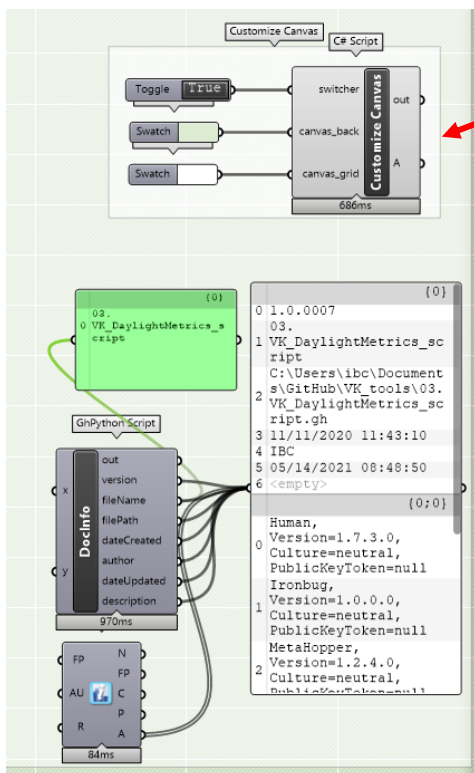 Customize Canvas
C# Script
Toggle True
Swatch
Swatch
switcher
canvas_back
canvas_grid
Customize Canvas
out
A
686ms
{0}
0 03.
VK_DaylightMetrics_s
cript
{0}
0 1.0.0007
1 03.
VK_DaylightMetrics_sc
ript
2 C:\Users\ibc\Document
s\GitHub\VK_tools\03.
VK_DaylightMetrics_sc
ript.gh
3 11/11/2020 11:43:10
4 IBC
5 05/14/2021 08:48:50
6 <empty>
{0;0}
0 Human,
Version=1.7.3.0,
Culture=neutral,
PublicKeyToken=null
1 Ironbug,
Version=1.0.0.0,
Culture=neutral,
PublicKeyToken=null
2 MetaHopper,
Version=1.2.4.0,
Culture=neutral,
PublicKeyToken=null
GhPython Script
x
y
DocInfo
out
version
fileName
filePath
dateCreated
author
dateUpdated
description
970ms
FP
AU
R
N
FP
C
P
A
84ms